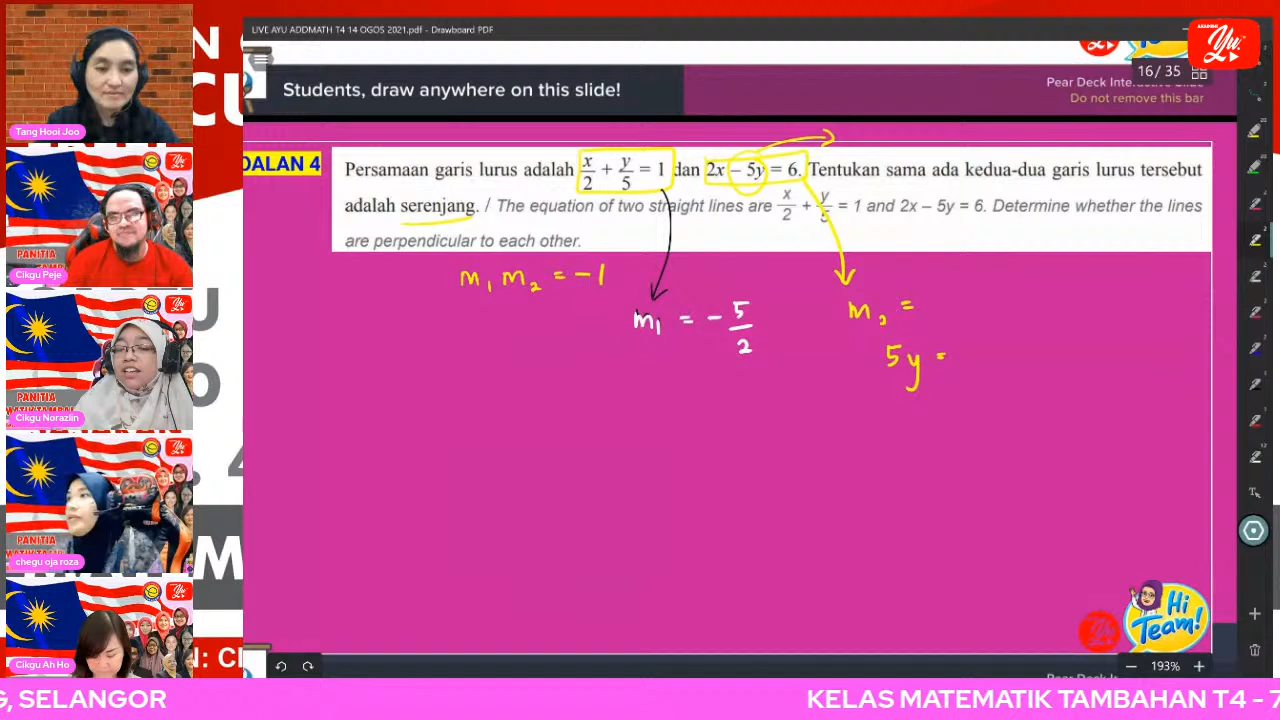 LIVE AYU ADDMATH T4 14 OGOS 2021.pdf - Drawboard PDF
16/35
Students, draw anywhere on this slide!
Pear Deck Interactive Slide
Do not remove this bar
OALAN 4
Persamaan garis lurus adalah x/2 + y/5 = 1 dan 2x – 5y = 6. Tentukan sama ada kedua-dua garis lurus tersebut
adalah serenjang. / The equation of two straight lines are x/2 + y/5 = 1 and 2x – 5y = 6. Determine whether the lines
are perpendicular to each other.
m₁ m₂ = -1
m₁ = - 5/2
m₂ =
5y =
Tang Hooi Joo
PANITIA
Cikgu Peje
PANITIA
Cikgu Norazlin
PANITIA
chegu oja roza
PANITIA
Cikgu Ah Ho
Hi Team!
193%
G, SELANGOR
KELAS MATEMATIK TAMBAHAN T4 - 7